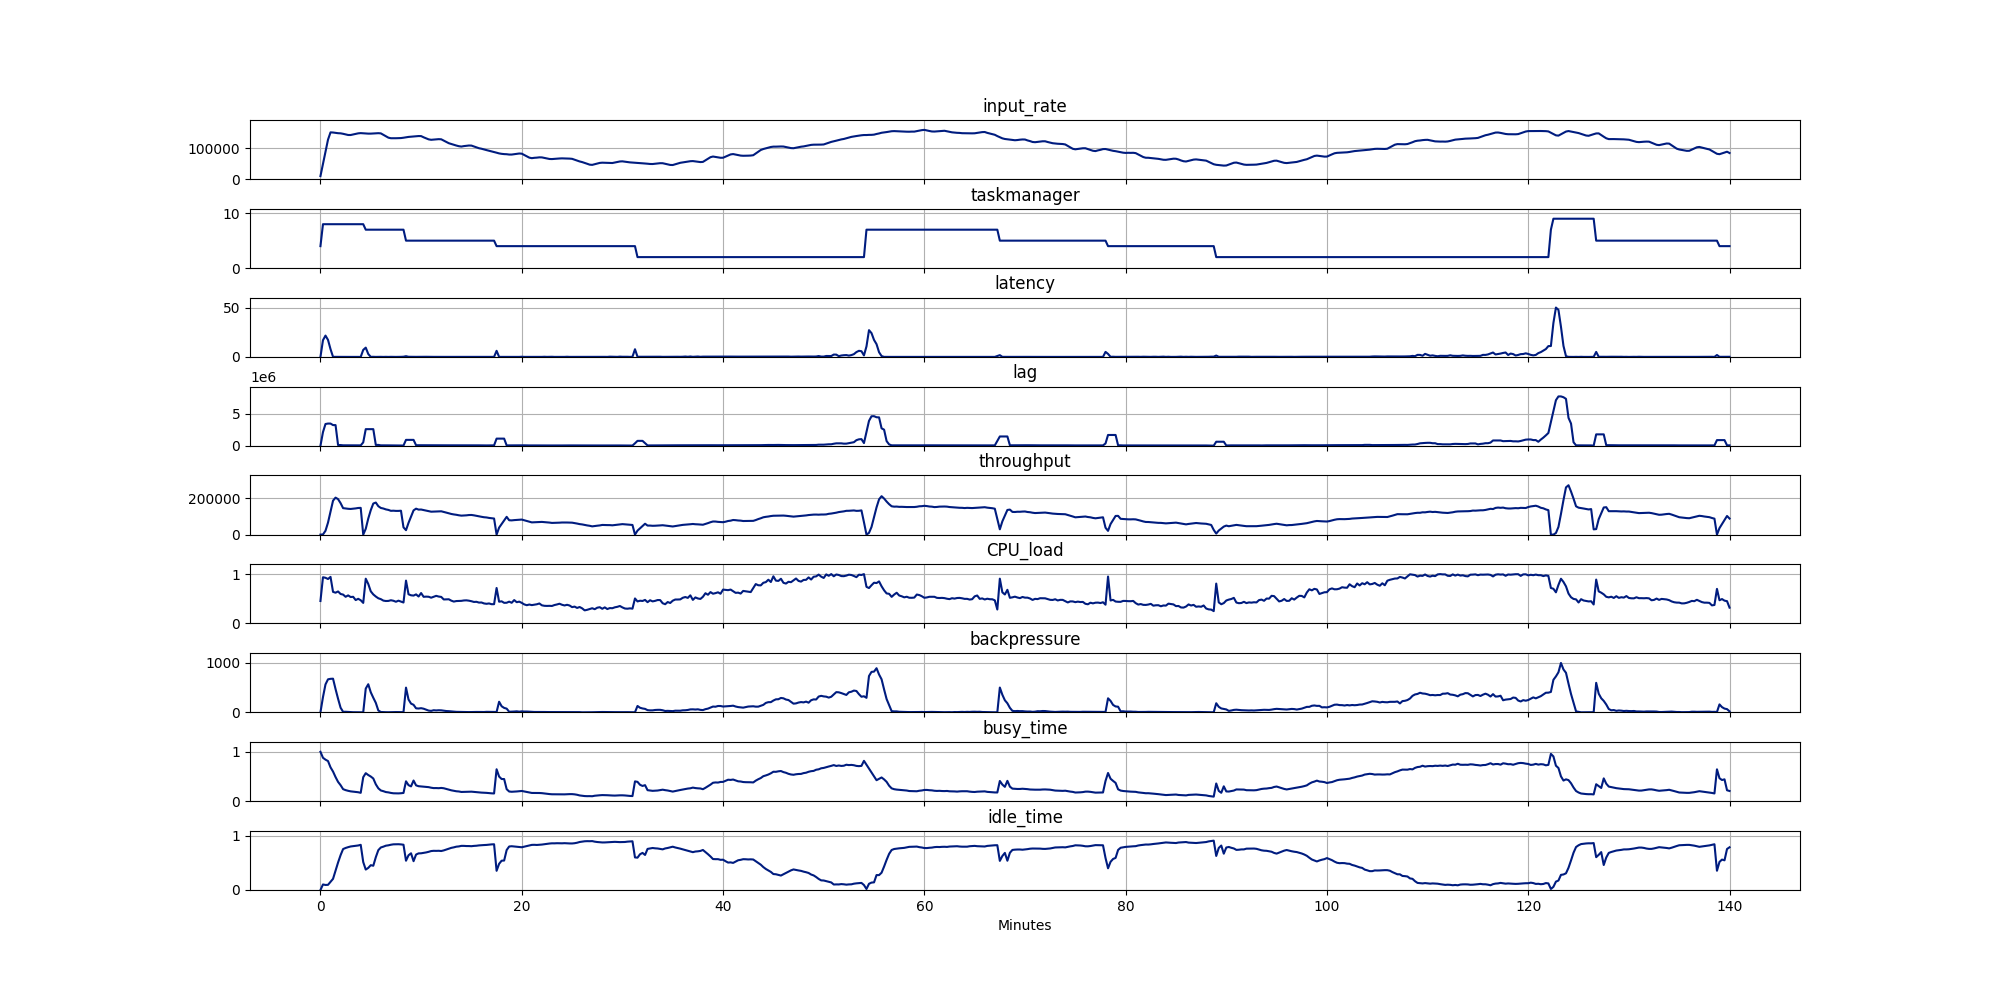 input_rate
100000
0
taskmanager
10
0
latency
50
0
1e6
lag
5
0
throughput
200000
0
CPU_load
1
0
backpressure
1000
0
busy_time
1
0
idle_time
1
0
0 20 40 60 80 100 120 140
Minutes